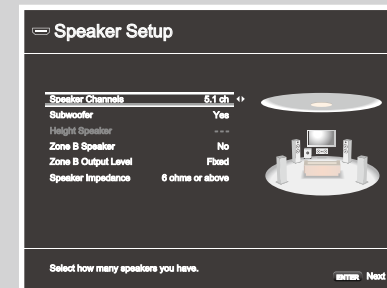 Speaker Setup
Speaker Channels 5.1 ch
Subwoofer Yes
Height Speaker ---
Zone B Speaker No
Zone B Output Level Fixed
Speaker Impedance 6 ohms or above
Select how many speakers you have.
ENTER Next